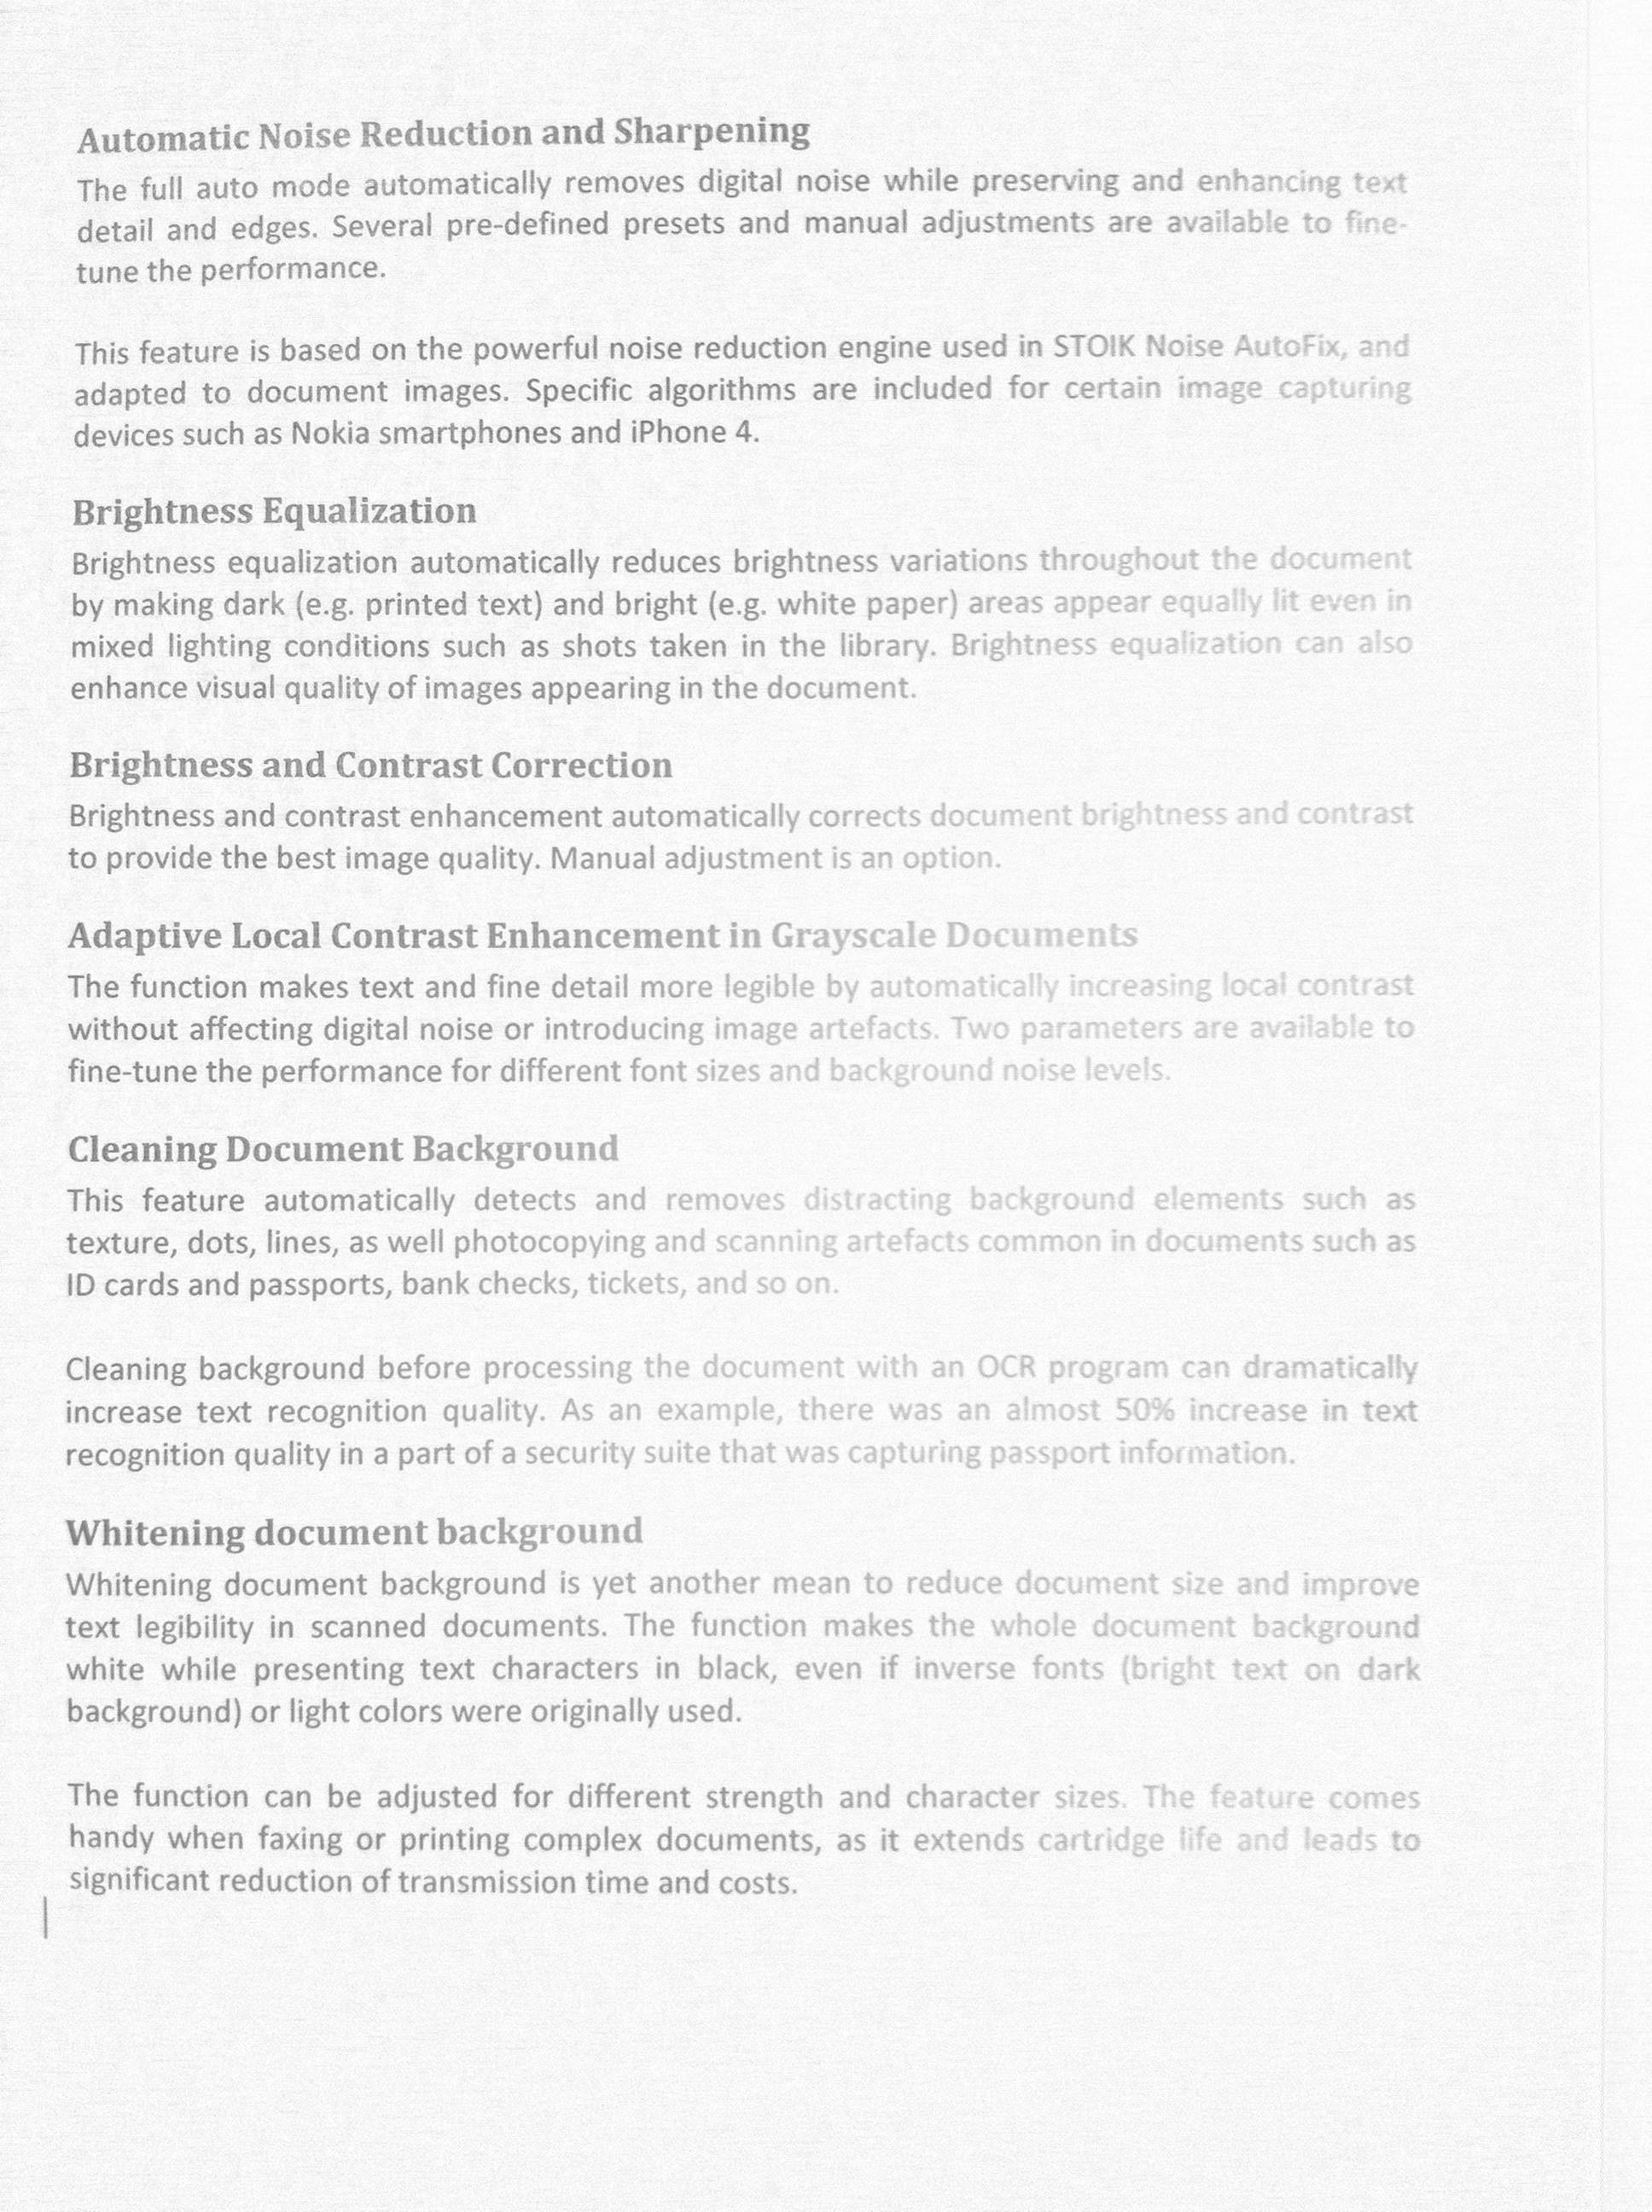 Automatic Noise Reduction and Sharpening
The full auto mode automatically removes digital noise while preserving and enhancing text
detail and edges. Several pre-defined presets and manual adjustments are available to fine-
tune the performance.
This feature is based on the powerful noise reduction engine used in STOIK Noise AutoFix, and
adapted to document images. Specific algorithms are included for certain image capturing
devices such as Nokia smartphones and iPhone 4.
Brightness Equalization
Brightness equalization automatically reduces brightness variations throughout the document
by making dark (e.g. printed text) and bright (e.g. white paper) areas appear equally lit even in
mixed lighting conditions such as shots taken in the library. Brightness equalization can also
enhance visual quality of images appearing in the document.
Brightness and Contrast Correction
Brightness and contrast enhancement automatically corrects document brightness and contrast
to provide the best image quality. Manual adjustment is an option.
Adaptive Local Contrast Enhancement in Grayscale Documents
The function makes text and fine detail more legible by automatically increasing local contrast
without affecting digital noise or introducing image artefacts. Two parameters are available to
fine-tune the performance for different font sizes and background noise levels.
Cleaning Document Background
This feature automatically detects and removes distracting background elements such as
texture, dots, lines, as well photocopying and scanning artefacts common in documents such as
ID cards and passports, bank checks, tickets, and so on.
Cleaning background before processing the document with an OCR program can dramatically
increase text recognition quality. As an example, there was an almost 50% increase in text
recognition quality in a part of a security suite that was capturing passport information.
Whitening document background
Whitening document background is yet another mean to reduce document size and improve
text legibility in scanned documents. The function makes the whole document background
white while presenting text characters in black, even if inverse fonts (bright text on dark
background) or light colors were originally used.
The function can be adjusted for different strength and character sizes. The feature comes
handy when faxing or printing complex documents, as it extends cartridge life and leads to
significant reduction of transmission time and costs.